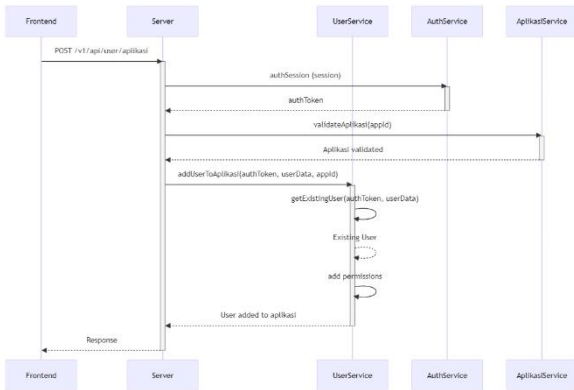 Frontend
Server
UserService
AuthService
AplikasiService
POST /v1/api/user/aplikasi
authSession (session)
authToken
validateAplikasi(appId)
Aplikasi validated
addUserToAplikasi(authToken, userData, appId)
getExistingUser(authToken, userData)
Existing User
add permissions
User added to aplikasi
Response
Frontend
Server
UserService
AuthService
AplikasiService